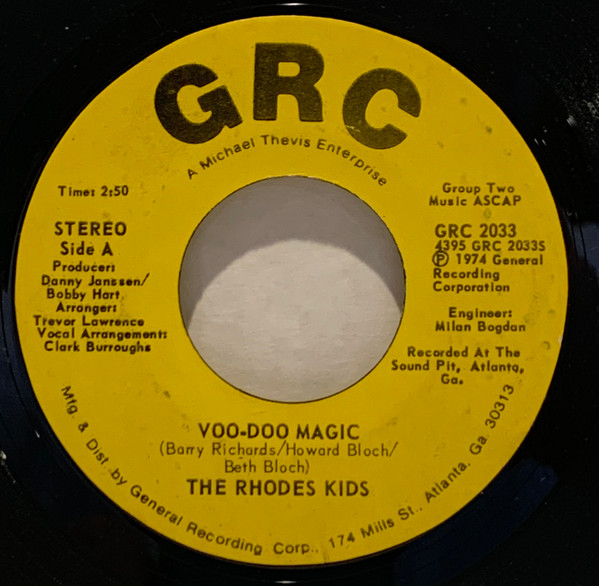 GRC
A Michael Thevis Enterprise
Time: 2:50
STEREO
Side A
Producer:
Danny Janssen/
Bobby Hart
Arranger:
Trevor Lawrence
Vocal Arrangement:
Clark Burroughs
Group Two
Music ASCAP
GRC 2033
4395 GRC 2033S
Ⓟ 1974 General
Recording
Corporation
Engineer:
Milan Bogdan
Recorded At The
Sound Pit, Atlanta,
Ga.
VOO-DOO MAGIC
(Barry Richards/Howard Bloch/
Beth Bloch)
THE RHODES KIDS
Mfg. & Dist. by General Recording Corp., 174 Mills St., Atlanta, Ga. 30313